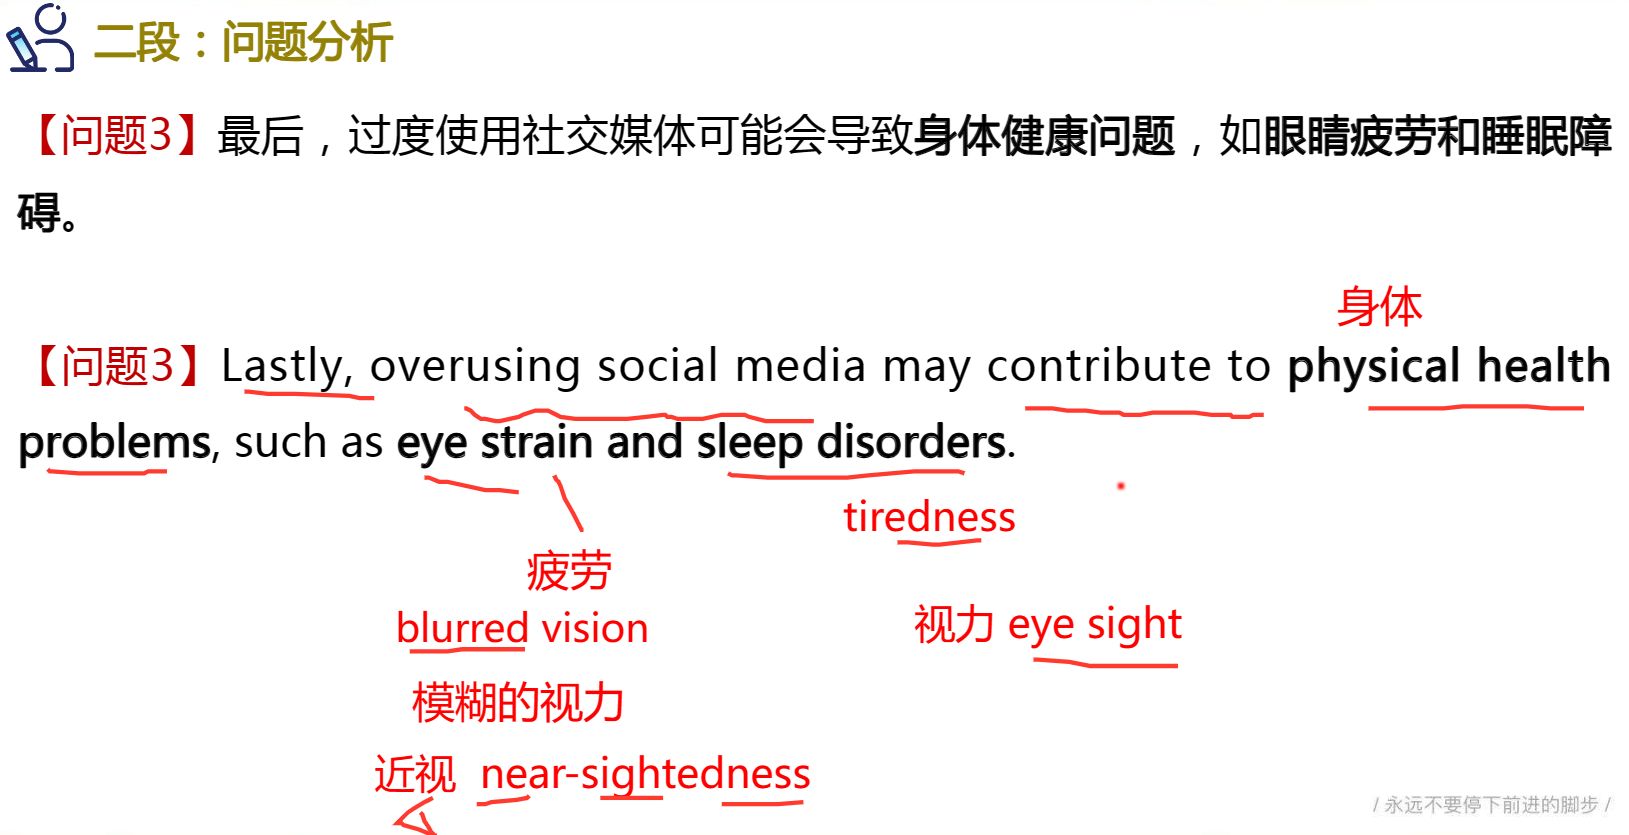 二段：问题分析
【问题3】最后，过度使用社交媒体可能会导致身体健康问题，如眼睛疲劳和睡眠障
碍。
身体
【问题3】Lastly, overusing social media may contribute to physical health
problems, such as eye strain and sleep disorders.
tiredness
疲劳
blurred vision
视力 eye sight
模糊的视力
近视 near-sightedness
/ 永远不要停下前进的脚步 /